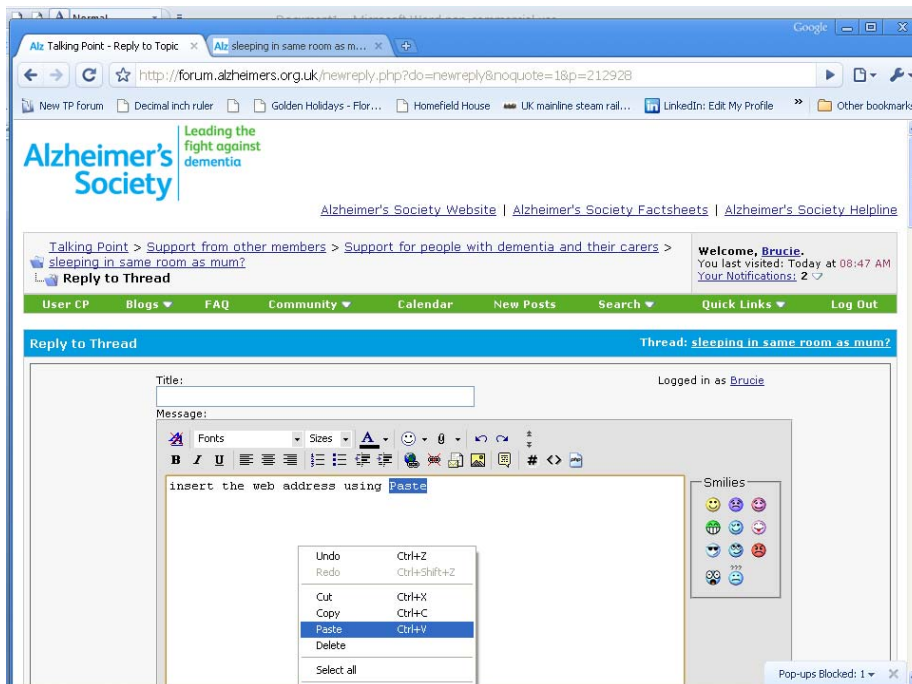 Normal
Google
Alz Talking Point - Reply to Topic
Alz sleeping in same room as m...
http://forum.alzheimers.org.uk/newreply.php?do=newreply&noquote=1&p=212928
New TP forum Decimal inch ruler Golden Holidays - Flor... Homefield House UK mainline steam rail... LinkedIn: Edit My Profile » Other bookmarks
Alzheimer's Society
Leading the fight against dementia
Alzheimer's Society Website | Alzheimer's Society Factsheets | Alzheimer's Society Helpline
Talking Point > Support from other members > Support for people with dementia and their carers >
sleeping in same room as mum?
Reply to Thread
Welcome, Brucie.
You last visited: Today at 08:47 AM
Your Notifications: 2
User CP Blogs FAQ Community Calendar New Posts Search Quick Links Log Out
Reply to Thread
Thread: sleeping in same room as mum?
Title:
Logged in as Brucie
Message:
Fonts Sizes A
B I U # <>
insert the web address using Paste
Smilies
???
Undo Ctrl+Z
Redo Ctrl+Shift+Z
Cut Ctrl+X
Copy Ctrl+C
Paste Ctrl+V
Delete
Select all
Pop-ups Blocked: 1